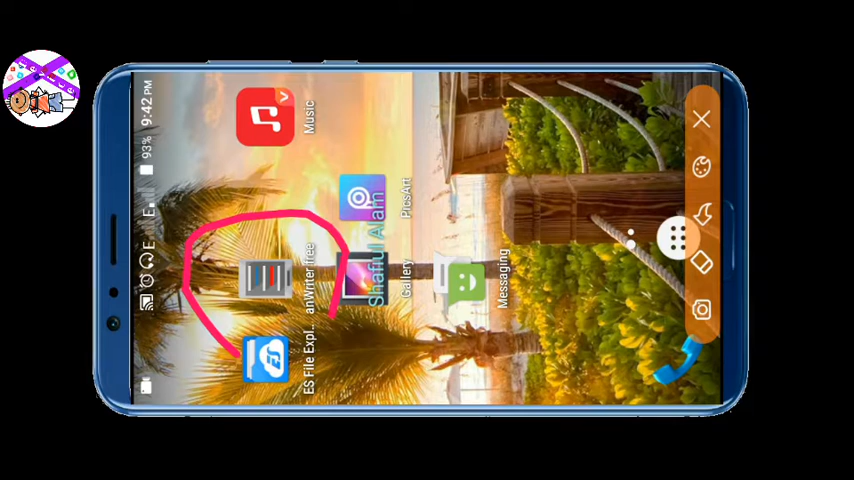 E E 93% 9:42 PM
ES File Expl..
anWriter free
Music
Gallery
PicsArt
Shafiul Alam
Messaging